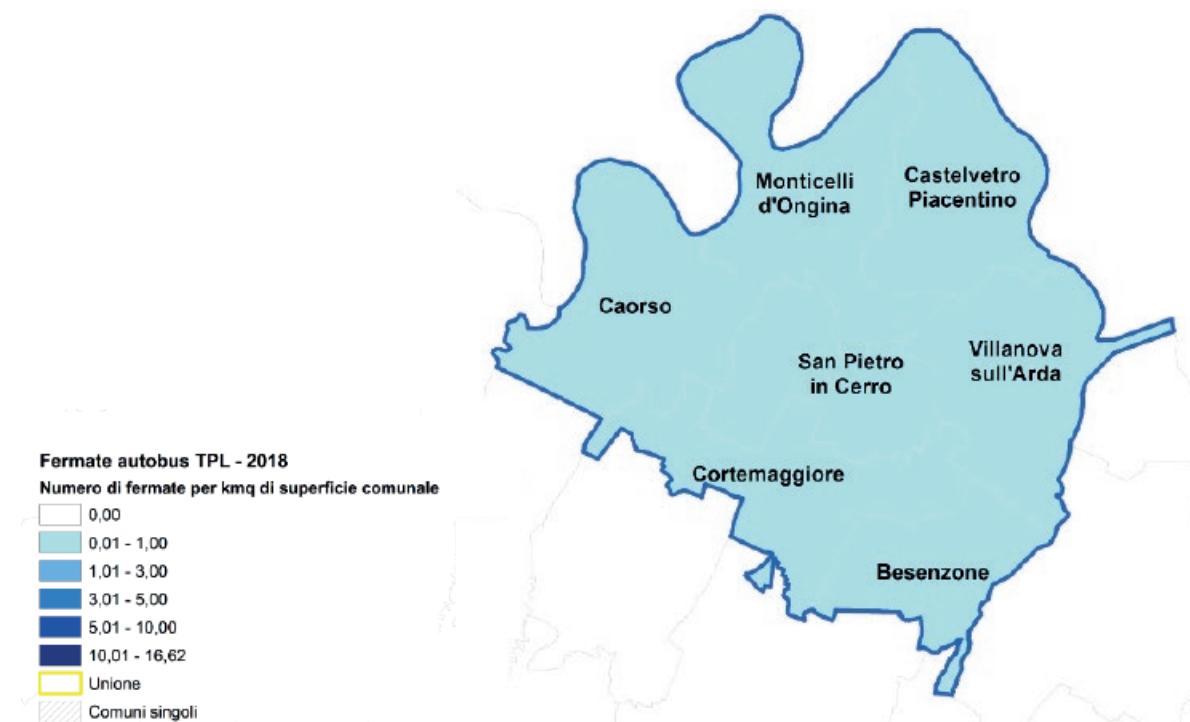 Monticelli
d'Ongina
Castelvetro
Piacentino
Caorso
San Pietro
in Cerro
Villanova
sull'Arda
Cortemaggiore
Besenzone
Fermate autobus TPL - 2018
Numero di fermate per kmq di superficie comunale
0,00
0,01 - 1,00
1,01 - 3,00
3,01 - 5,00
5,01 - 10,00
10,01 - 16,62
Unione
Comuni singoli